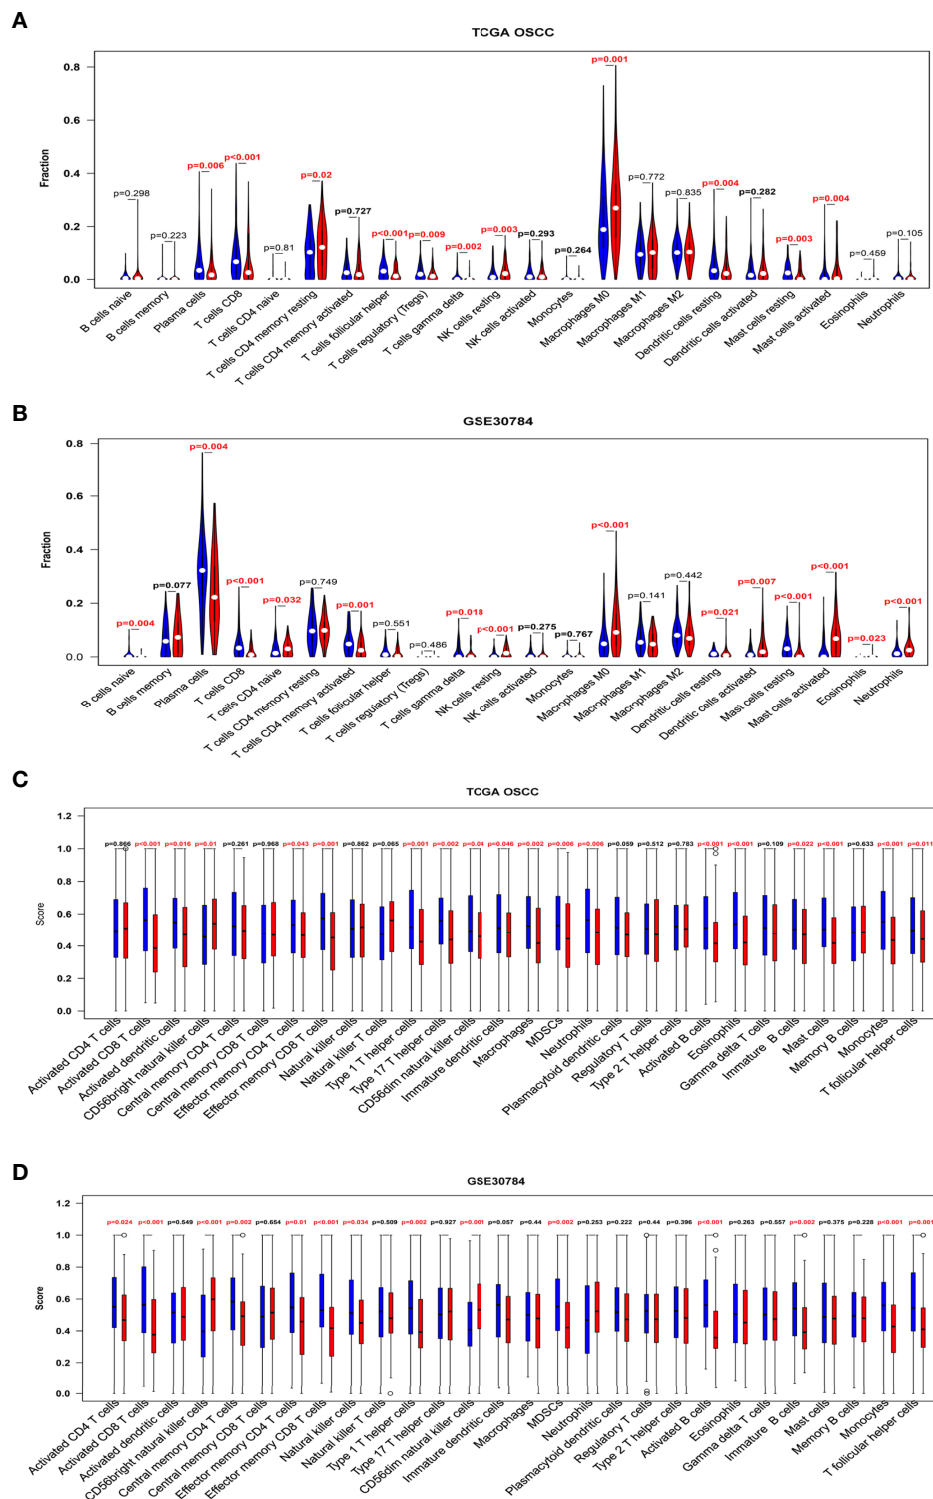 A
TCGA OSCC
Fraction
0.8
0.6
0.4
0.2
0.0
p=0.298
p=0.223
p=0.006
p<0.001
p=0.81
p=0.02
p=0.727
p<0.001
p=0.009
p=0.002
p=0.003
p=0.293
p=0.264
p=0.001
p=0.772
p=0.835
p=0.004
p=0.282
p=0.003
p=0.004
p=0.459
p=0.105
B cells naive
B cells memory
Plasma cells
T cells CD8
T cells CD4 naive
T cells CD4 memory resting
T cells CD4 memory activated
T cells follicular helper
T cells regulatory (Tregs)
T cells gamma delta
NK cells resting
NK cells activated
Monocytes
Macrophages M0
Macrophages M1
Macrophages M2
Dendritic cells resting
Dendritic cells activated
Mast cells resting
Mast cells activated
Eosinophils
Neutrophils
B
GSE30784
Fraction
0.8
0.6
0.4
0.2
0.0
p=0.004
p=0.077
p=0.004
p<0.001
p=0.032
p=0.749
p=0.001
p=0.551
p=0.486
p=0.018
p<0.001
p=0.275
p=0.767
p<0.001
p=0.141
p=0.442
p=0.021
p=0.007
p<0.001
p<0.001
p=0.023
p<0.001
B cells naive
B cells memory
Plasma cells
T cells CD8
T cells CD4 naive
T cells CD4 memory resting
T cells CD4 memory activated
T cells follicular helper
T cells regulatory (Tregs)
T cells gamma delta
NK cells resting
NK cells activated
Monocytes
Macrophages M0
Macrophages M1
Macrophages M2
Dendritic cells resting
Dendritic cells activated
Mast cells resting
Mast cells activated
Eosinophils
Neutrophils
C
TCGA OSCC
Score
1.2
1.0
0.8
0.6
0.4
0.2
0.0
p=0.866
p<0.001
p=0.016
p=0.01
p=0.261
p=0.968
p=0.043
p=0.001
p=0.862
p=0.065
p=0.001
p=0.002
p=0.04
p=0.046
p=0.002
p=0.006
p=0.006
p=0.059
p=0.512
p=0.783
p<0.001
p<0.001
p=0.109
p=0.022
p<0.001
p=0.633
p<0.001
p=0.011
Activated CD4 T cells
Activated CD8 T cells
Activated dendritic cells
CD56bright natural killer cells
Central memory CD4 T cells
Central memory CD8 T cells
Effector memory CD4 T cells
Effector memory CD8 T cells
Natural killer cells
Natural killer T cells
Type 1 T helper cells
Type 17 T helper cells
CD56dim natural killer cells
Immature dendritic cells
Macrophages
MDSCs
Neutrophils
Plasmacytoid dendritic cells
Regulatory T cells
Type 2 T helper cells
Activated B cells
Eosinophils
Gamma delta T cells
Immature B cells
Mast cells
Memory B cells
Monocytes
T follicular helper cells
D
GSE30784
Score
1.2
1.0
0.8
0.6
0.4
0.2
0.0
p=0.024
p<0.001
p=0.549
p<0.001
p=0.002
p=0.654
p=0.01
p<0.001
p=0.034
p=0.509
p=0.002
p=0.927
p=0.001
p=0.057
p=0.44
p=0.002
p=0.253
p=0.222
p=0.44
p=0.396
p<0.001
p=0.263
p=0.557
p=0.002
p=0.375
p=0.228
p<0.001
p=0.001
Activated CD4 T cells
Activated CD8 T cells
Activated dendritic cells
CD56bright natural killer cells
Central memory CD4 T cells
Central memory CD8 T cells
Effector memory CD4 T cells
Effector memory CD8 T cells
Natural killer cells
Natural killer T cells
Type 1 T helper cells
Type 17 T helper cells
CD56dim natural killer cells
Immature dendritic cells
Macrophages
MDSCs
Neutrophils
Plasmacytoid dendritic cells
Regulatory T cells
Type 2 T helper cells
Activated B cells
Eosinophils
Gamma delta T cells
Immature B cells
Mast cells
Memory B cells
Monocytes
T follicular helper cells